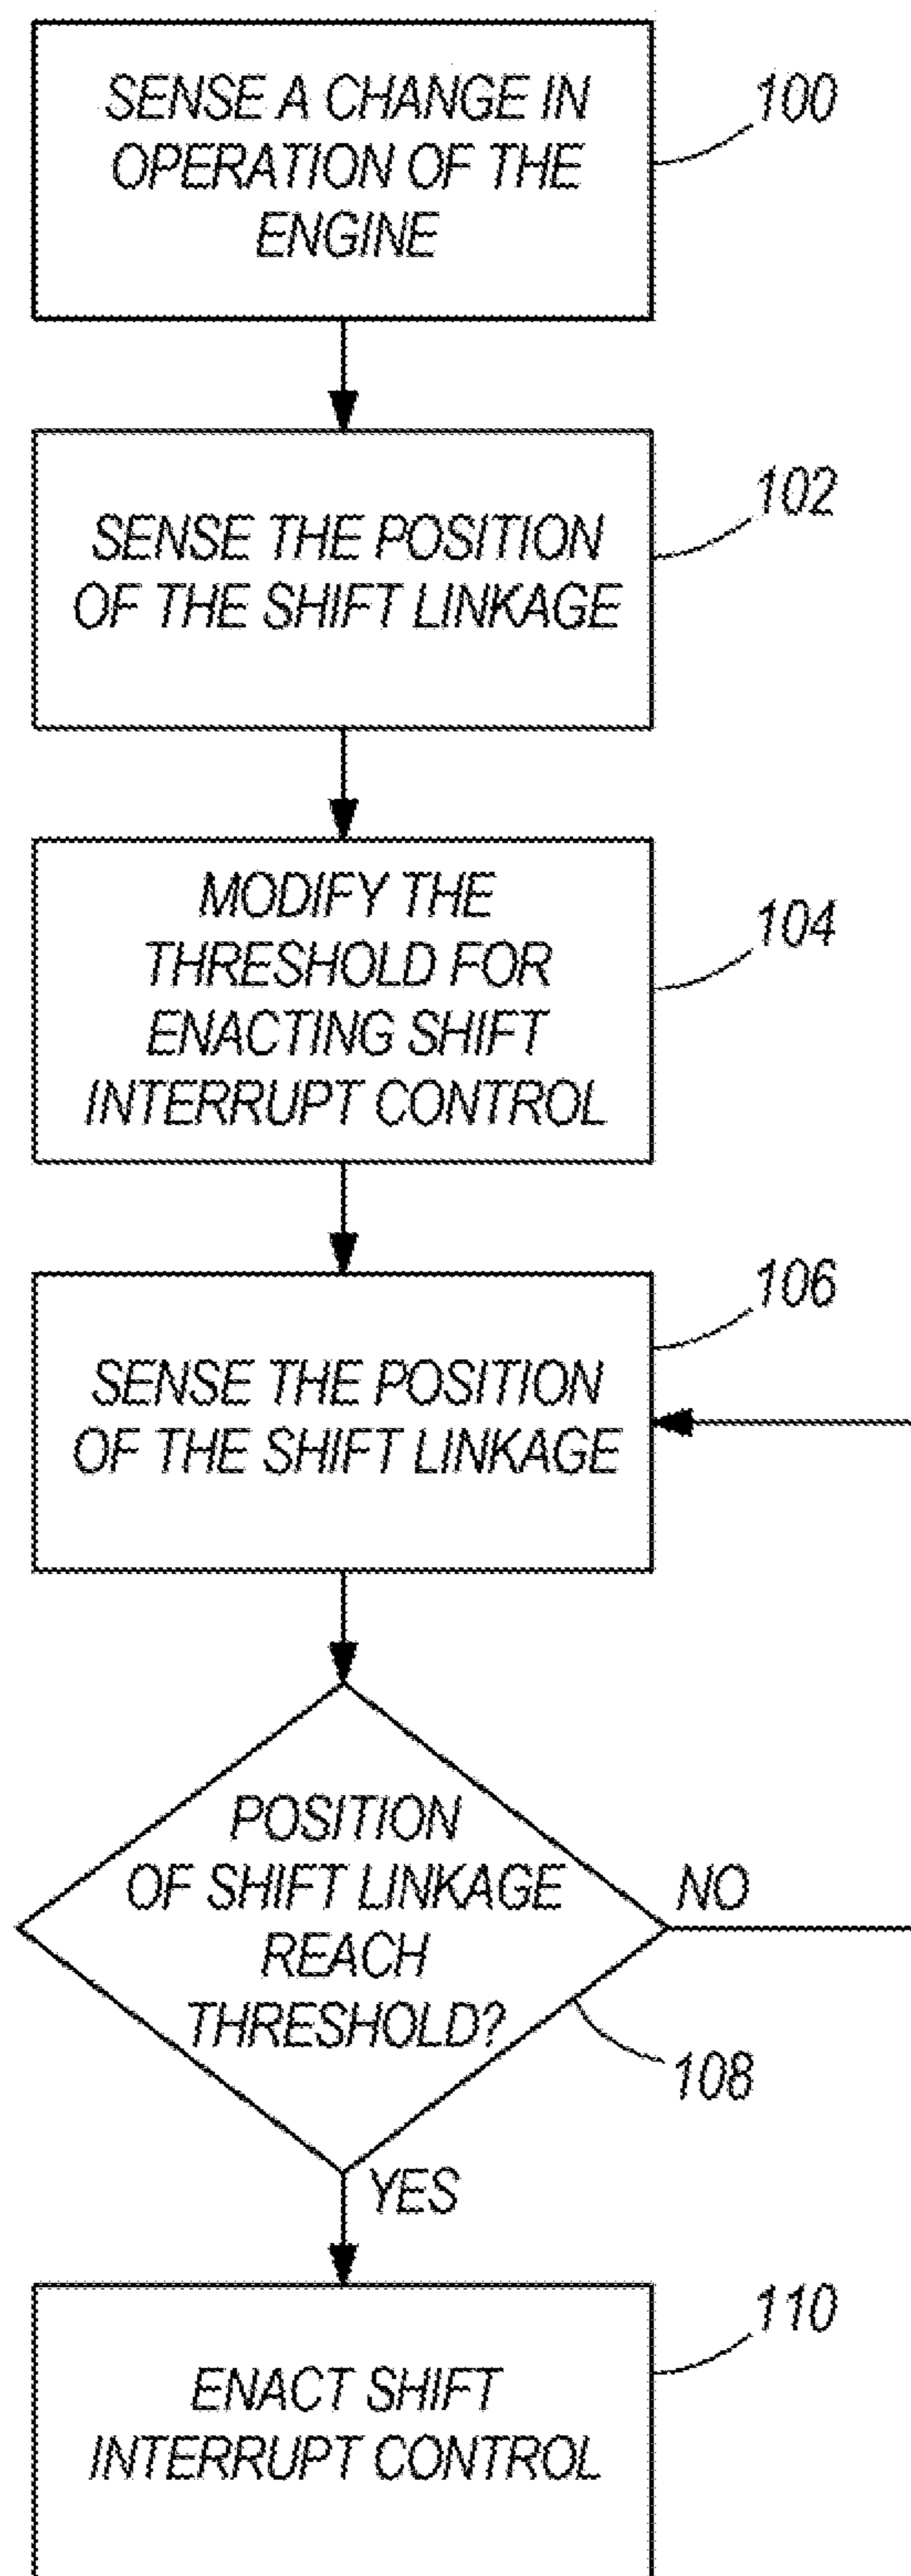 SENSE A CHANGE IN
OPERATION OF THE
ENGINE
100
SENSE THE POSITION
OF THE SHIFT LINKAGE
102
MODIFY THE
THRESHOLD FOR
ENACTING SHIFT
INTERRUPT CONTROL
104
SENSE THE POSITION
OF THE SHIFT LINKAGE
106
POSITION
OF SHIFT LINKAGE
REACH
THRESHOLD?
NO
108
YES
ENACT SHIFT
INTERRUPT CONTROL
110